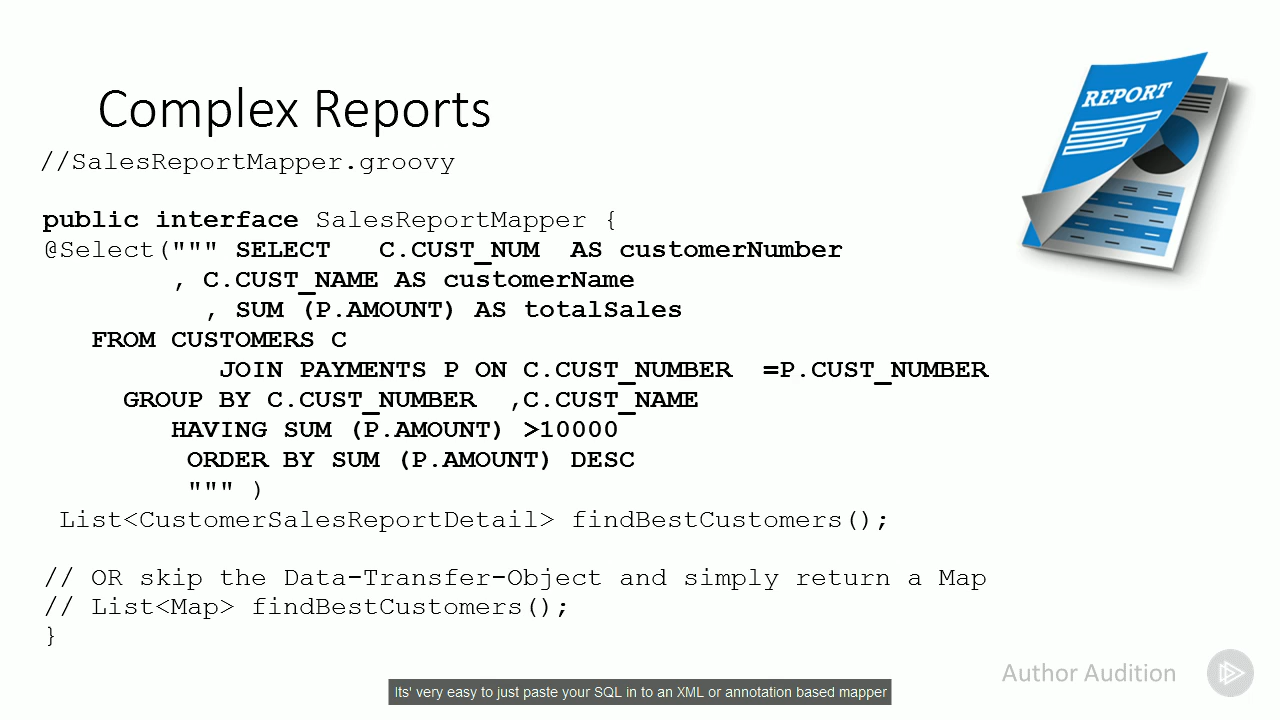 REPORT
Complex Reports
//SalesReportMapper.groovy
public interface SalesReportMapper {
@Select(""" SELECT   C.CUST_NUM  AS customerNumber
, C.CUST_NAME AS customerName
, SUM (P.AMOUNT) AS totalSales
FROM CUSTOMERS C
JOIN PAYMENTS P ON C.CUST_NUMBER  =P.CUST_NUMBER
GROUP BY C.CUST_NUMBER  ,C.CUST_NAME
HAVING SUM (P.AMOUNT) >10000
ORDER BY SUM (P.AMOUNT) DESC
""" )
List<CustomerSalesReportDetail> findBestCustomers();
// OR skip the Data-Transfer-Object and simply return a Map
// List<Map> findBestCustomers();
}
Author Audition
Its' very easy to just paste your SQL in to an XML or annotation based mapper